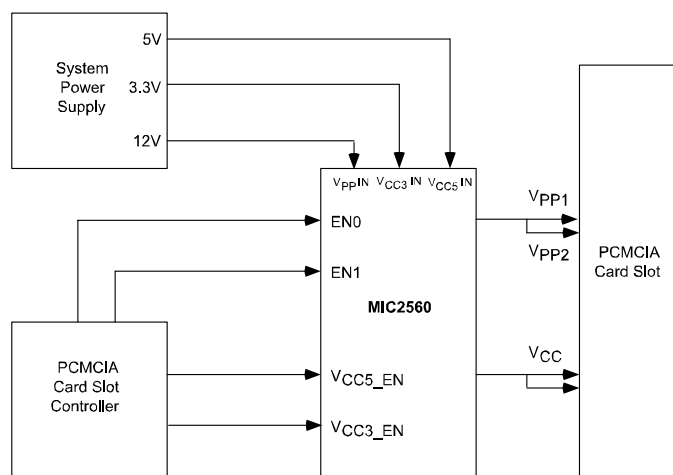 System
Power
Supply
5V
3.3V
12V
VPP IN
VCC3 IN
VCC5 IN
EN0
EN1
MIC2560
VCC5_EN
VCC3_EN
PCMCIA
Card Slot
Controller
VPP1
VPP2
VCC
PCMCIA
Card Slot